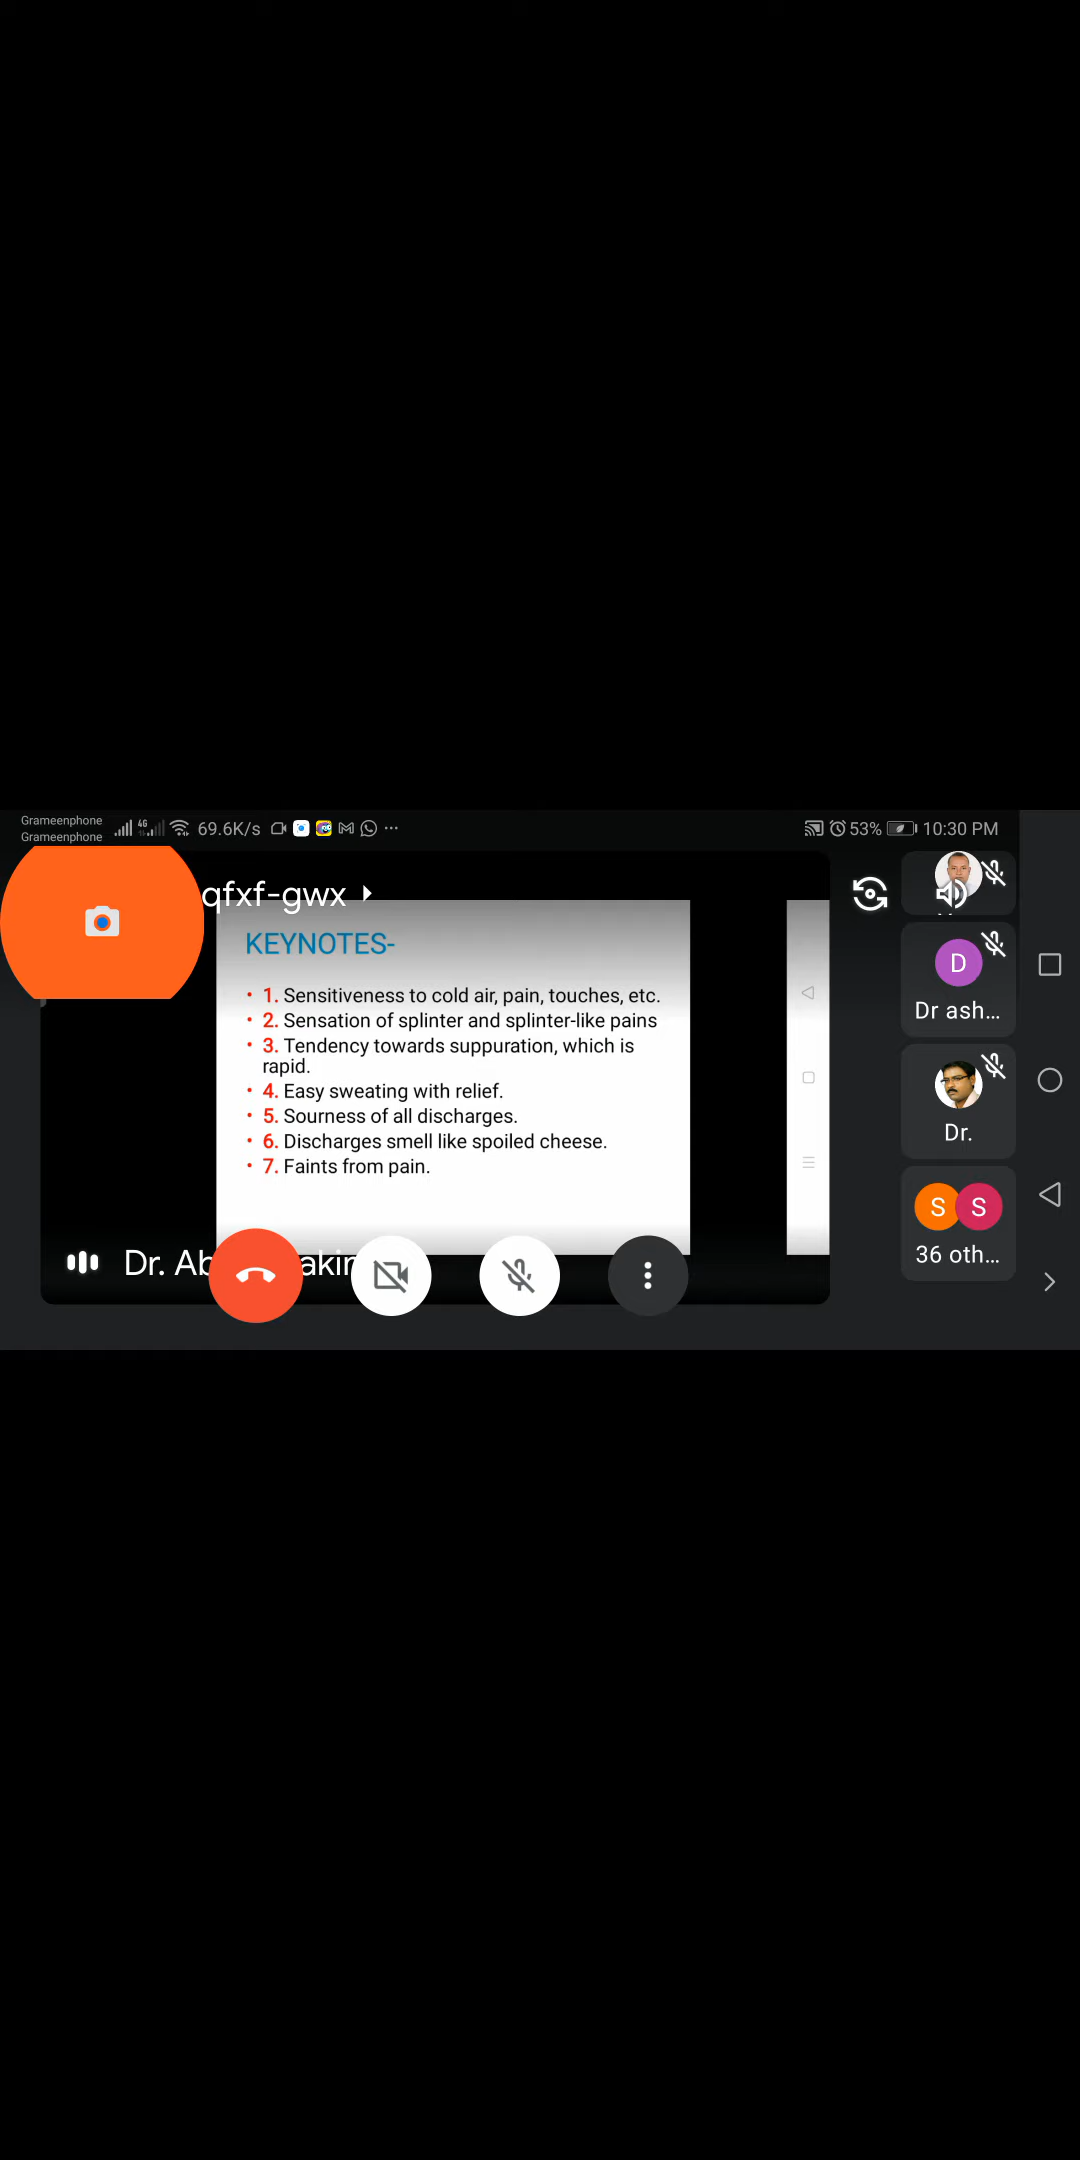 Grameenphone
Grameenphone
4G
69.6K/s
53%
10:30 PM
qfxf-gwx
KEYNOTES-
• 1. Sensitiveness to cold air, pain, touches, etc.
• 2. Sensation of splinter and splinter-like pains
• 3. Tendency towards suppuration, which is
rapid.
• 4. Easy sweating with relief.
• 5. Sourness of all discharges.
• 6. Discharges smell like spoiled cheese.
• 7. Faints from pain.
Dr.
D
Dr ash...
Dr.
S S
36 oth...